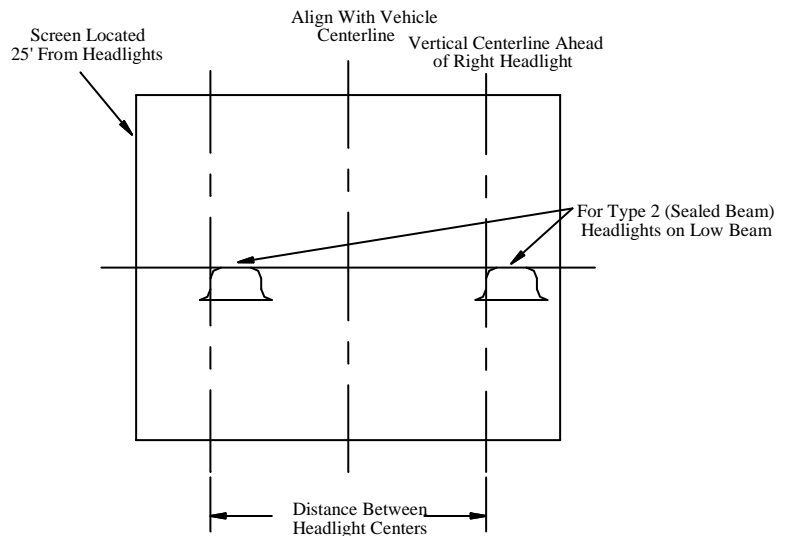 Align With Vehicle
Centerline
Screen Located
25' From Headlights
Vertical Centerline Ahead
of Right Headlight
For Type 2 (Sealed Beam)
Headlights on Low Beam
Distance Between
Headlight Centers